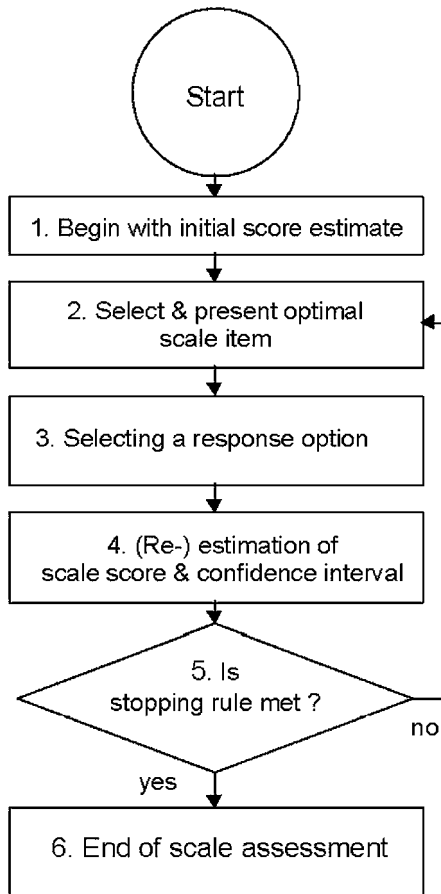 Start
1. Begin with initial score estimate
2. Select & present optimal
scale item
3. Selecting a response option
4. (Re-) estimation of
scale score & confidence interval
5. Is
stopping rule met ?
no
yes
6. End of scale assessment